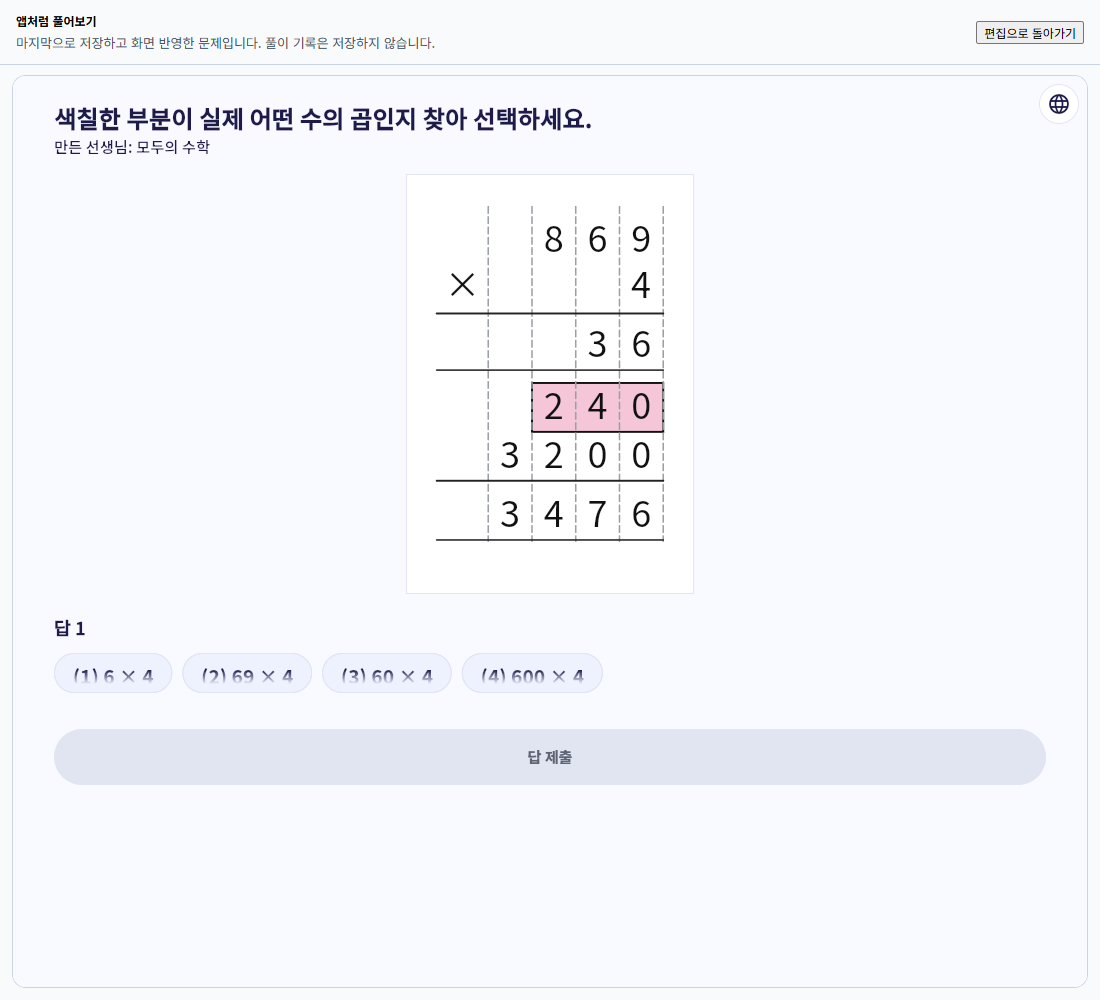 앱처럼 풀어보기
마지막으로 저장하고 화면 반영한 문제입니다. 풀이 기록은 저장하지 않습니다.
편집으로 돌아가기
색칠한 부분이 실제 어떤 수의 곱인지 찾아 선택하세요.
만든 선생님: 모두의 수학
8 6 9
× 4
3 6
2 4 0
3 2 0 0
3 4 7 6
답 1
(1) 6 × 4
(2) 69 × 4
(3) 60 × 4
(4) 600 × 4
답 제출